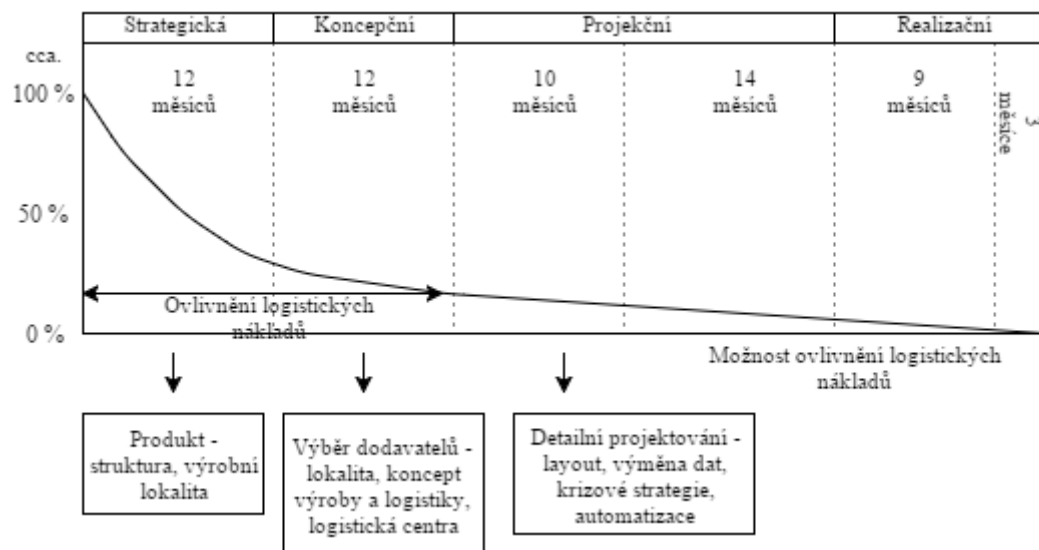 Strategická
Koncepční
Projekční
Realizační
cca.
100 %
50 %
0 %
12
měsíců
12
měsíců
10
měsíců
14
měsíců
9
měsíců
3
měsíce
Ovlivnění logistických
nákladů
Možnost ovlivnění logistických
nákladů
Produkt -
struktura, výrobní
lokalita
Výběr dodavatelů -
lokalita, koncept
výroby a logistiky,
logistická centra
Detailní projektování -
layout, výměna dat,
krizové strategie,
automatizace